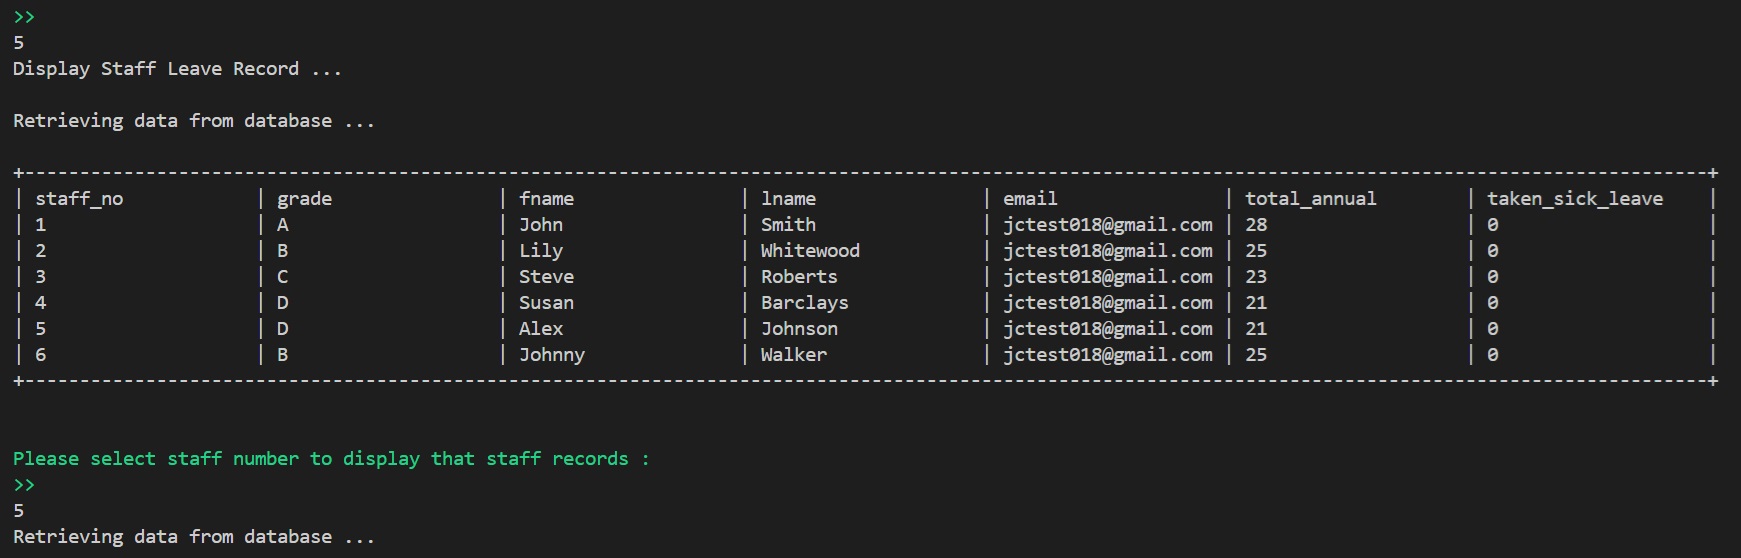 >>
5
Display Staff Leave Record ...
Retrieving data from database ...
+---------------------------------------------------------------------------------------------------------------------------------------------------------+
| staff_no            | grade               | fname               | lname               | email               | total_annual        | taken_sick_leave    |
| 1                   | A                   | John                | Smith               | jctest018@gmail.com | 28                  | 0                   |
| 2                   | B                   | Lily                | Whitewood           | jctest018@gmail.com | 25                  | 0                   |
| 3                   | C                   | Steve               | Roberts             | jctest018@gmail.com | 23                  | 0                   |
| 4                   | D                   | Susan               | Barclays            | jctest018@gmail.com | 21                  | 0                   |
| 5                   | D                   | Alex                | Johnson             | jctest018@gmail.com | 21                  | 0                   |
| 6                   | B                   | Johnny              | Walker              | jctest018@gmail.com | 25                  | 0                   |
+---------------------------------------------------------------------------------------------------------------------------------------------------------+
Please select staff number to display that staff records :
>>
5
Retrieving data from database ...